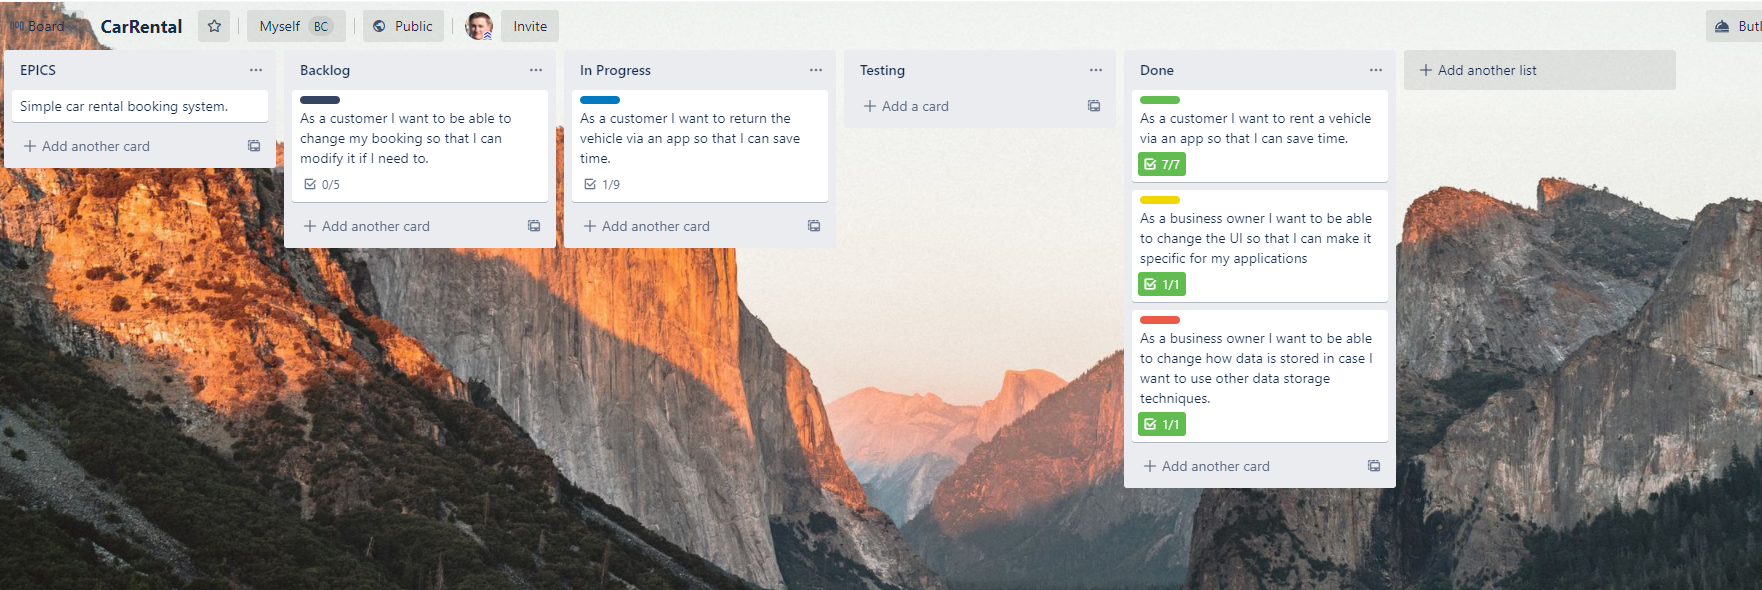 Board
CarRental
Myself BC
Public
Invite
EPICS
Simple car rental booking system.
Add another card
Backlog
As a customer I want to be able to
change my booking so that I can
modify it if I need to.
0/5
Add another card
In Progress
As a customer I want to return the
vehicle via an app so that I can save
time.
1/9
Add another card
Testing
Add a card
Done
As a customer I want to rent a vehicle
via an app so that I can save time.
7/7
As a business owner I want to be able
to change the UI so that I can make it
specific for my applications
1/1
As a business owner I want to be able
to change how data is stored in case I
want to use other data storage
techniques.
1/1
Add another card
Add another list